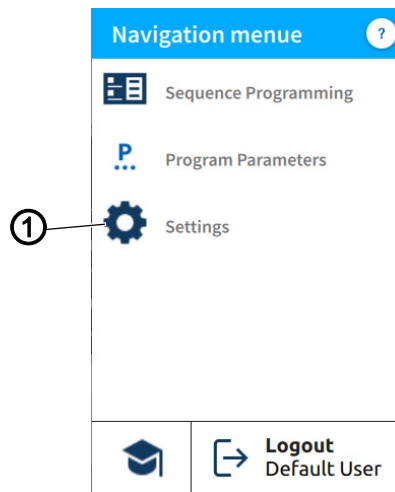 Navigation menue ?
Sequence Programming
P
Program Parameters
1
Settings
Logout
Default User